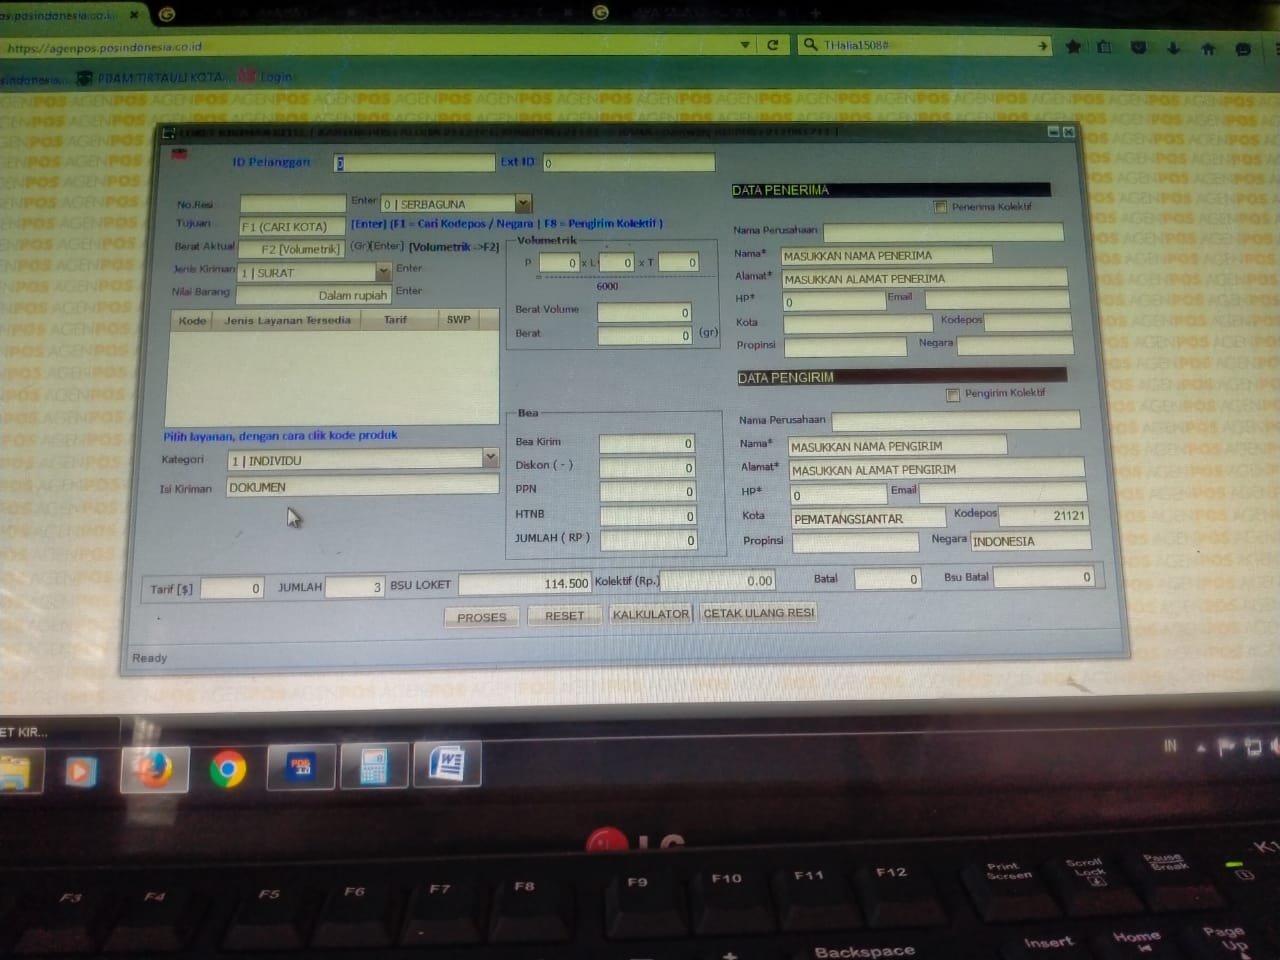 https://agenpos.posindonesia.co.id
THalia1508#
PDAM TIRTAULI KOTA...
Login
ID Pelanggan
Ext ID 0
No.Resi
Enter 0 | SERBAGUNA
Tujuan F1 (CARI KOTA) [Enter] (F1 = Cari Kodepos / Negara | F8 = Pengirim Kolektif )
Berat Aktual F2 [Volumetrik] (Gr)[Enter] [Volumetrik ->F2]
Jenis Kiriman 1 | SURAT Enter
Nilai Barang Dalam rupiah Enter
Kode Jenis Layanan Tersedia Tarif SWP
Pilih layanan, dengan cara clik kode produk
Kategori 1 | INDIVIDU
Isi Kiriman DOKUMEN
Volumetrik
P 0 x L 0 x T 0
6000
Berat Volume 0
Berat 0 (gr)
Bea
Bea Kirim 0
Diskon ( - ) 0
PPN 0
HTNB 0
JUMLAH ( RP ) 0
DATA PENERIMA
Penerima Kolektif
Nama Perusahaan
Nama* MASUKKAN NAMA PENERIMA
Alamat* MASUKKAN ALAMAT PENERIMA
HP* 0 Email
Kota Kodepos
Propinsi Negara
DATA PENGIRIM
Pengirim Kolektif
Nama Perusahaan
Nama* MASUKKAN NAMA PENGIRIM
Alamat* MASUKKAN ALAMAT PENGIRIM
HP* 0 Email
Kota PEMATANGSIANTAR Kodepos 21121
Propinsi Negara INDONESIA
Tarif [$] 0 JUMLAH 3 BSU LOKET 114.500 Kolektif (Rp.) 0.00 Batal 0 Bsu Batal 0
PROSES RESET KALKULATOR CETAK ULANG RESI
Ready
ET KIR...
IN
LG
F3 F4 F5 F6 F7 F8 F9 F10 F11 F12 Print Screen Scroll Lock Pause Break
Backspace Insert Home Page Up